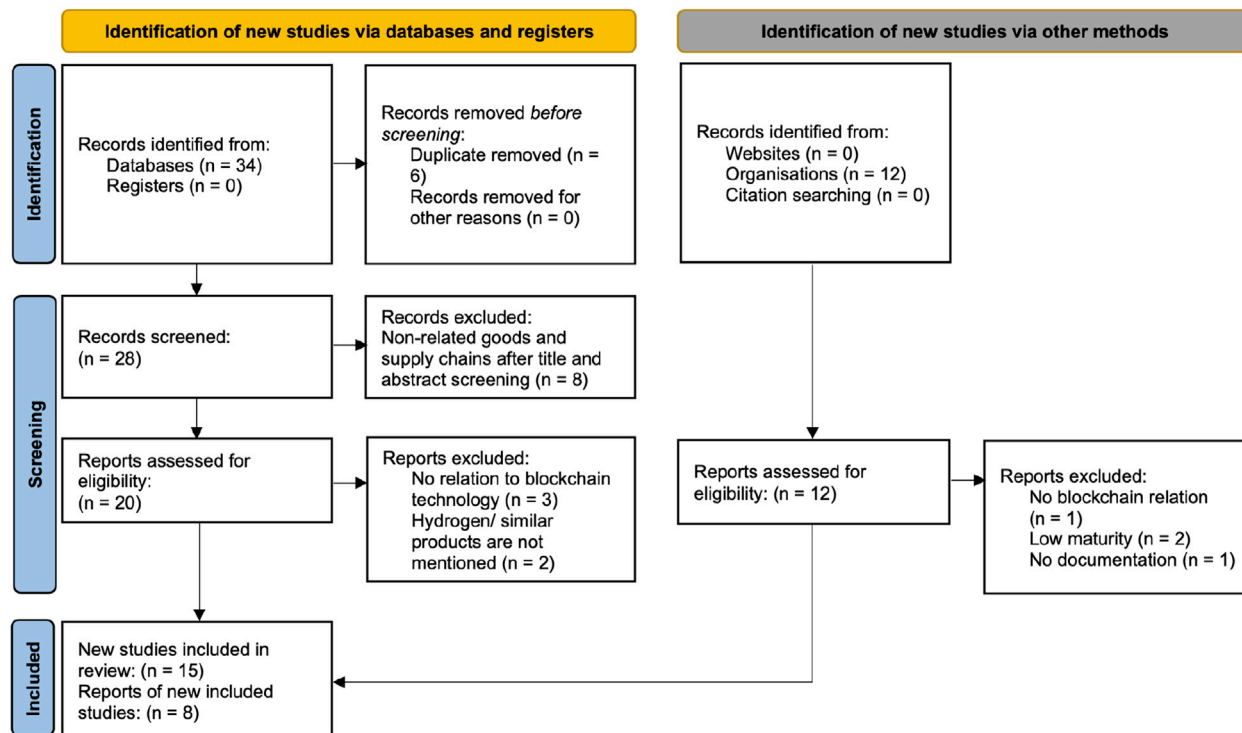 Identification of new studies via databases and registers
Identification of new studies via other methods
Identification
Records identified from:
Databases (n = 34)
Registers (n = 0)
Records removed before
screening:
Duplicate removed (n =
6)
Records removed for
other reasons (n = 0)
Records identified from:
Websites (n = 0)
Organisations (n = 12)
Citation searching (n = 0)
Screening
Records screened:
(n = 28)
Records excluded:
Non-related goods and
supply chains after title and
abstract screening (n = 8)
Reports assessed for
eligibility:
(n = 20)
Reports excluded:
No relation to blockchain
technology (n = 3)
Hydrogen/ similar
products are not
mentioned (n = 2)
Reports assessed for
eligibility: (n = 12)
Reports excluded:
No blockchain relation
(n = 1)
Low maturity (n = 2)
No documentation (n = 1)
Included
New studies included in
review: (n = 15)
Reports of new included
studies: (n = 8)